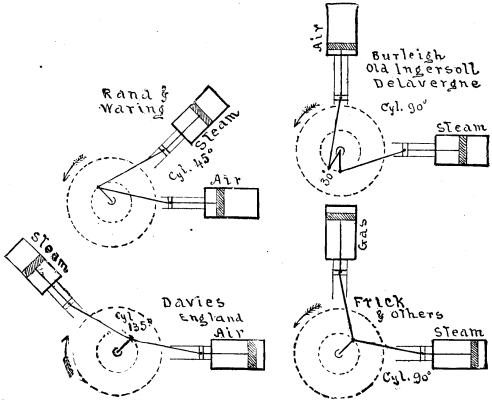 Rand &
Waring
Steam
Cyl. 45°
Air
Air
Burleigh
Old Ingersoll
Delavergne
Cyl. 90°
Steam
30°
Steam
Cyl.
135°
Davies
England
Air
Gas
Frick
& others
Steam
Cyl. 90°